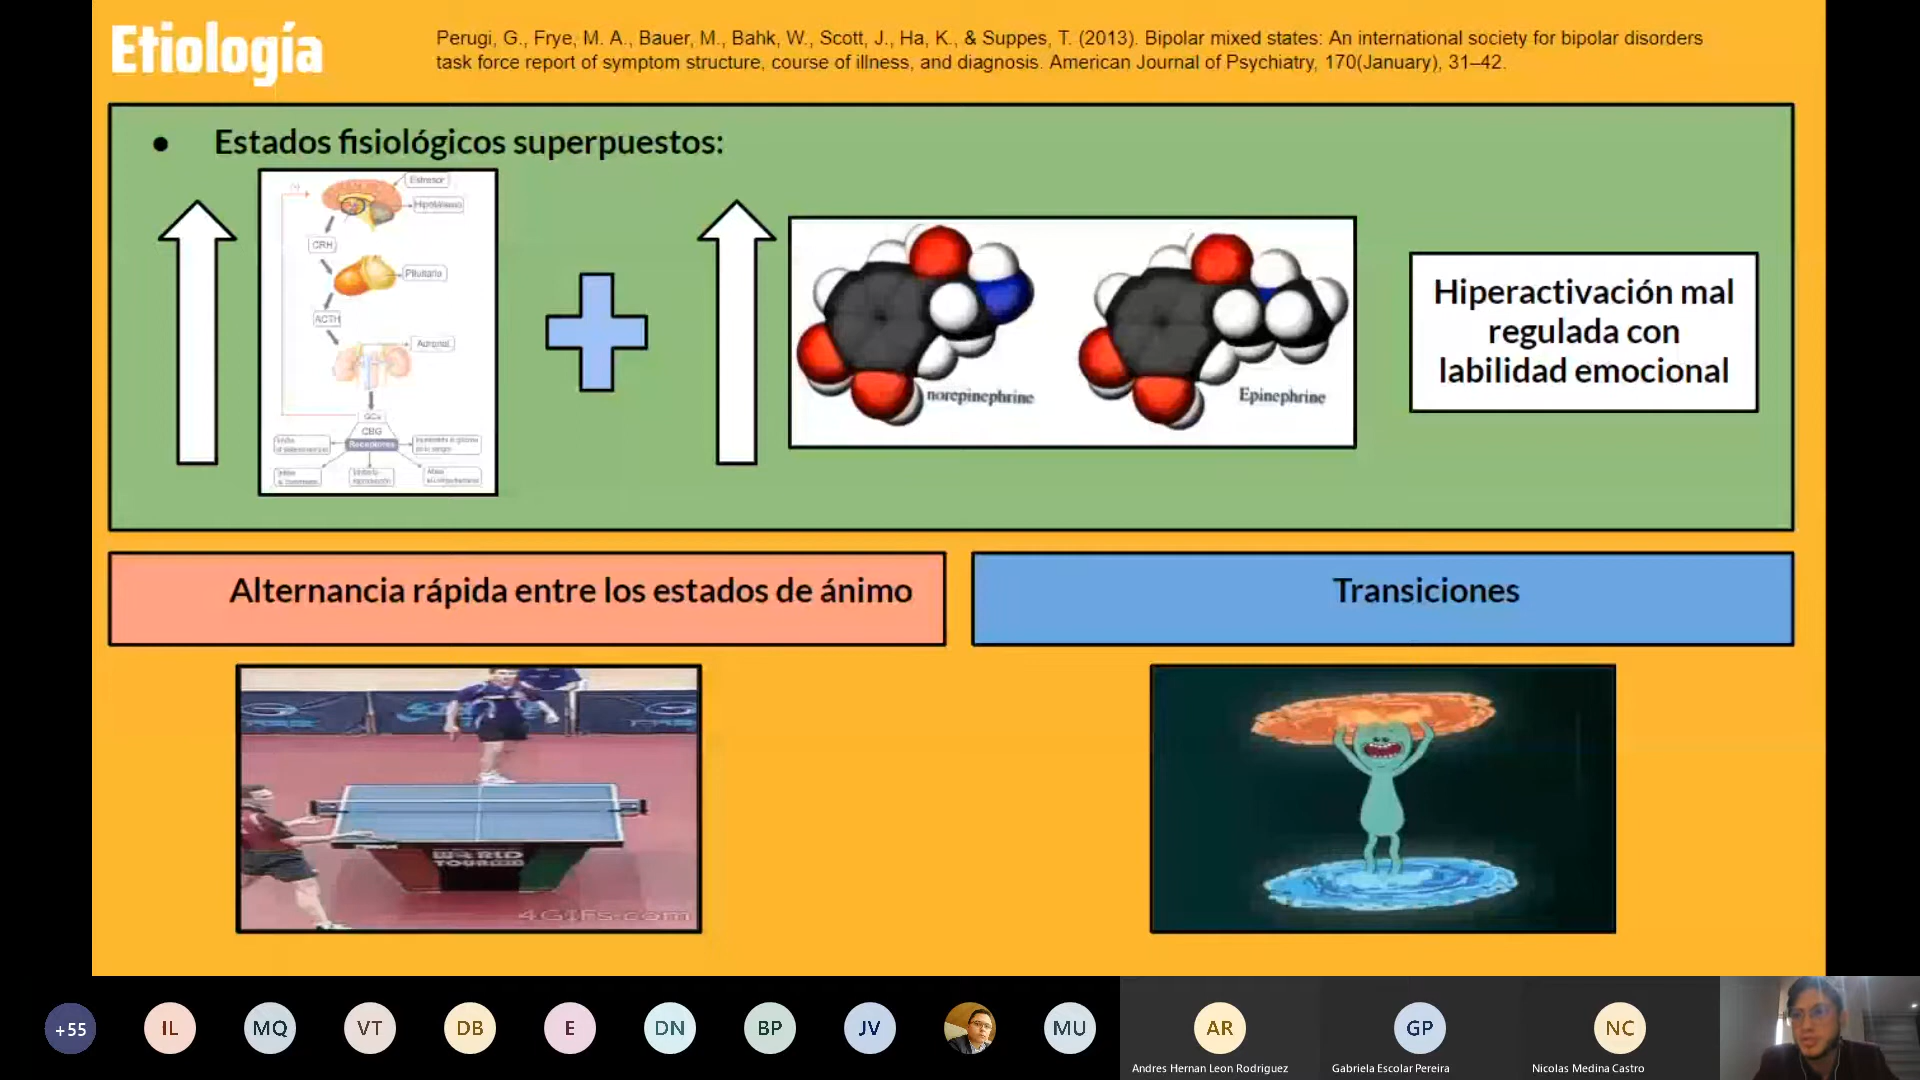 Etiología
Perugi, G., Frye, M. A., Bauer, M., Bahk, W., Scott, J., Ha, K., & Suppes, T. (2013). Bipolar mixed states: An international society for bipolar disorders
task force report of symptom structure, course of illness, and diagnosis. American Journal of Psychiatry, 170(January), 31–42.
● Estados fisiológicos superpuestos:
Estresor
Hipotálamo
CRH
Pituitaria
ACTH
Adrenal
GCs
CBG
Receptores
norepinephrine
Epinephrine
Hiperactivación mal
regulada con
labilidad emocional
Alternancia rápida entre los estados de ánimo
Transiciones
WORLD
TOUR
4GIFs.com
+55
IL
MQ
VT
DB
E
DN
BP
JV
MU
AR
GP
NC
Andres Hernan Leon Rodriguez
Gabriela Escolar Pereira
Nicolas Medina Castro